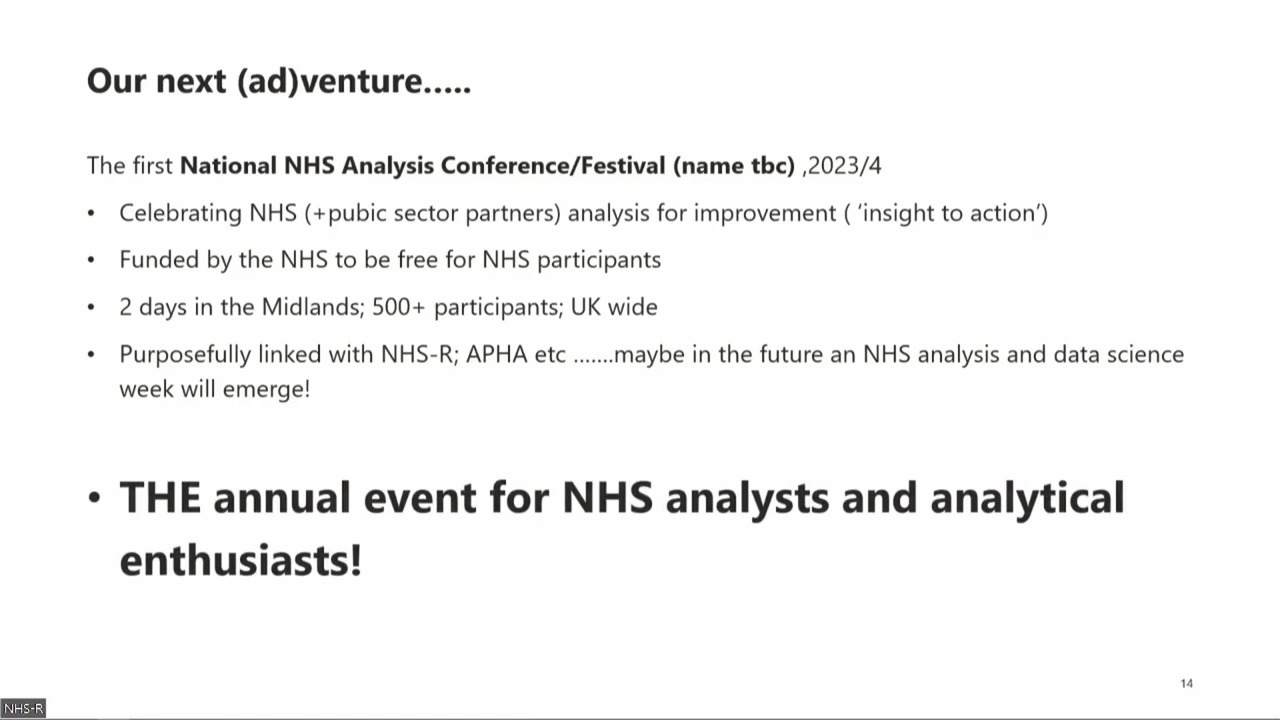 Our next (ad)venture.....
The first National NHS Analysis Conference/Festival (name tbc) ,2023/4
• Celebrating NHS (+pubic sector partners) analysis for improvement ( ‘insight to action’)
• Funded by the NHS to be free for NHS participants
• 2 days in the Midlands; 500+ participants; UK wide
• Purposefully linked with NHS-R; APHA etc .......maybe in the future an NHS analysis and data science
week will emerge!
• THE annual event for NHS analysts and analytical
enthusiasts!
14
NHS-R